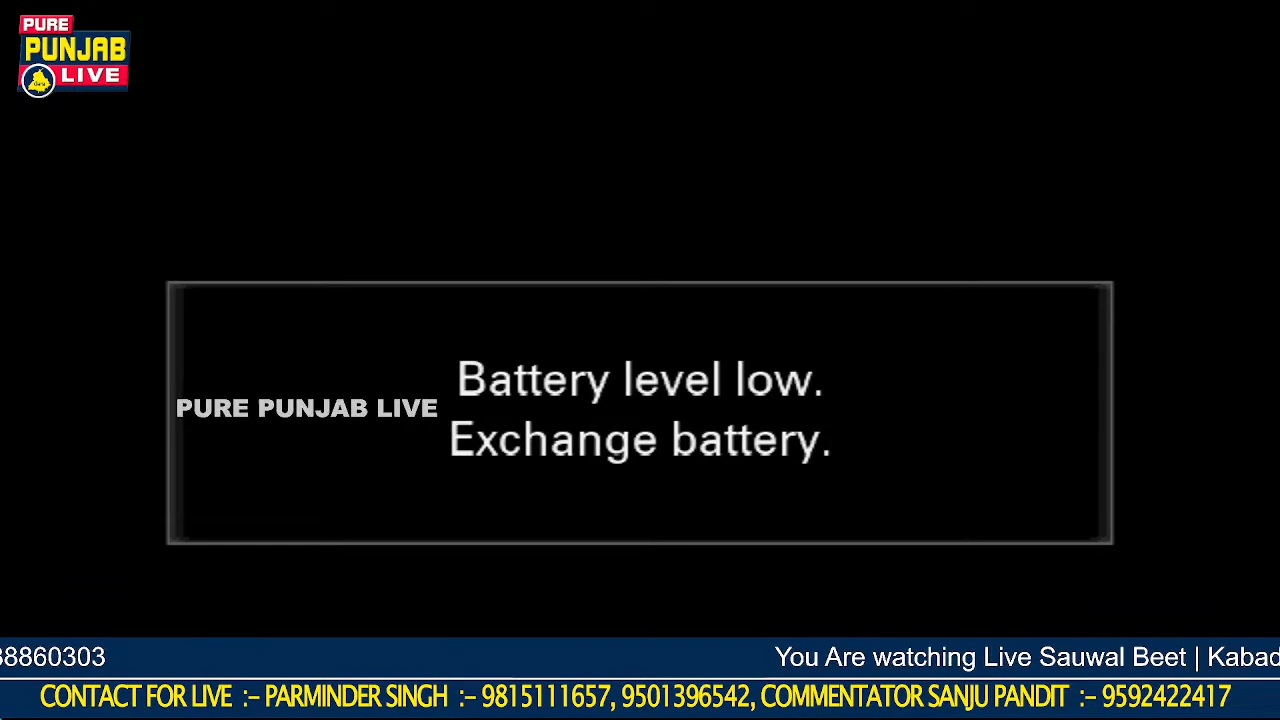 PURE
PUNJAB
LIVE
Battery level low.
PURE PUNJAB LIVE
Exchange battery.
38860303
You Are watching Live Sauwal Beet | Kabad
CONTACT FOR LIVE :– PARMINDER SINGH :– 9815111657, 9501396542, COMMENTATOR SANJU PANDIT :– 9592422417